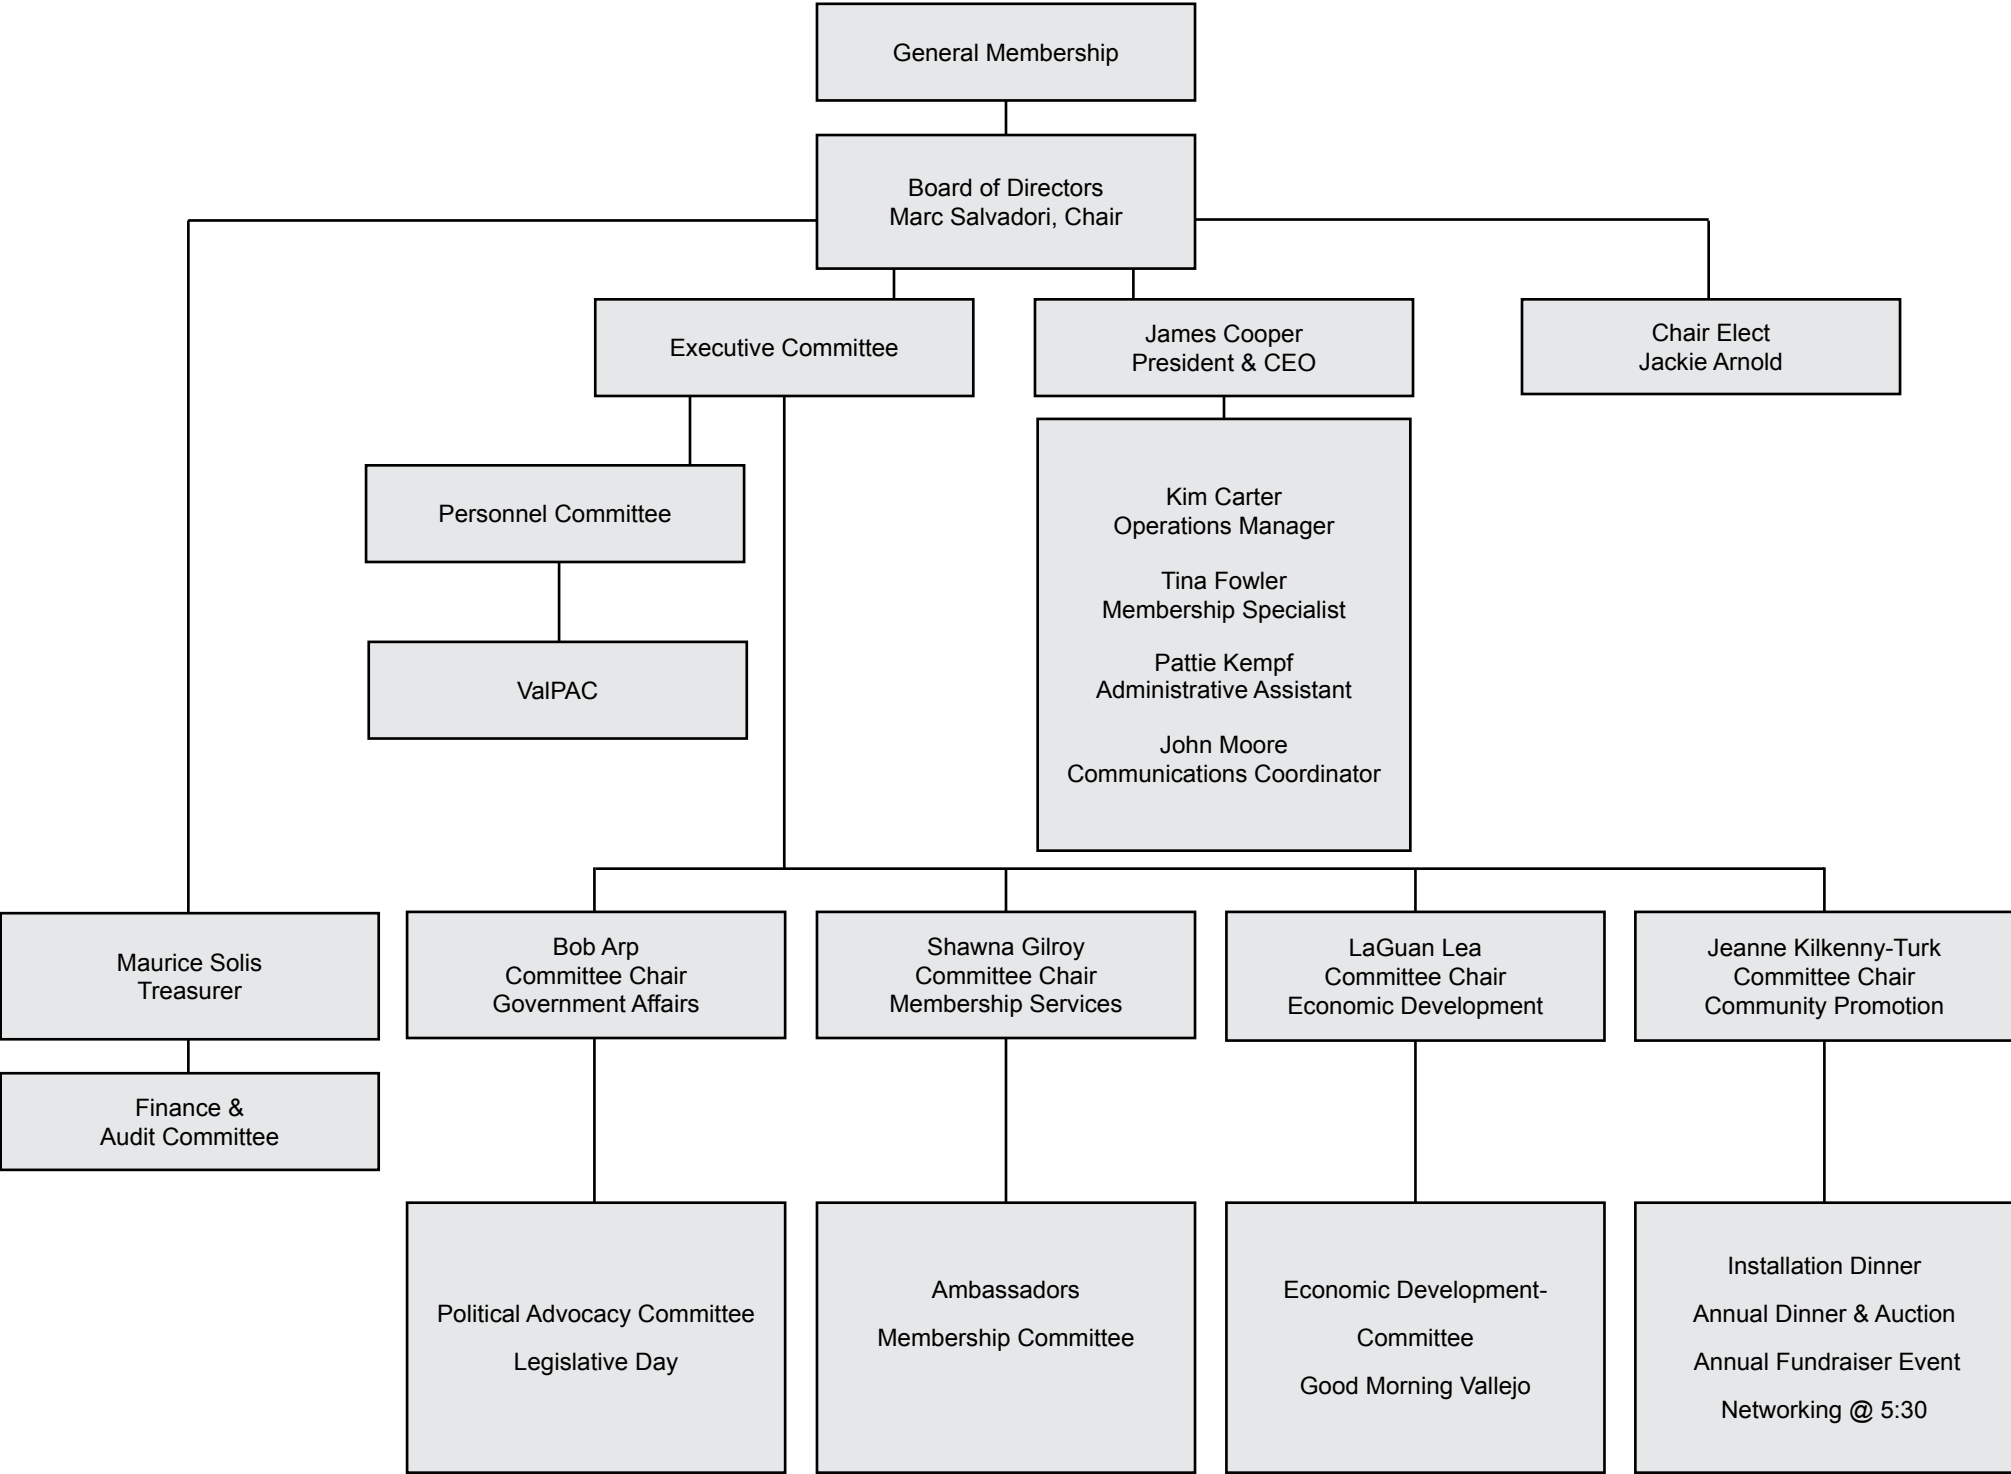 General Membership
Board of Directors
Marc Salvadori, Chair
Executive Committee
James Cooper
President & CEO
Chair Elect
Jackie Arnold
Personnel Committee
ValPAC
Kim Carter
Operations Manager
Tina Fowler
Membership Specialist
Pattie Kempf
Administrative Assistant
John Moore
Communications Coordinator
Maurice Solis
Treasurer
Finance &
Audit Committee
Bob Arp
Committee Chair
Government Affairs
Shawna Gilroy
Committee Chair
Membership Services
LaGuan Lea
Committee Chair
Economic Development
Jeanne Kilkenny-Turk
Committee Chair
Community Promotion
Political Advocacy Committee
Legislative Day
Ambassadors
Membership Committee
Economic Development-
Committee
Good Morning Vallejo
Installation Dinner
Annual Dinner & Auction
Annual Fundraiser Event
Networking @ 5:30